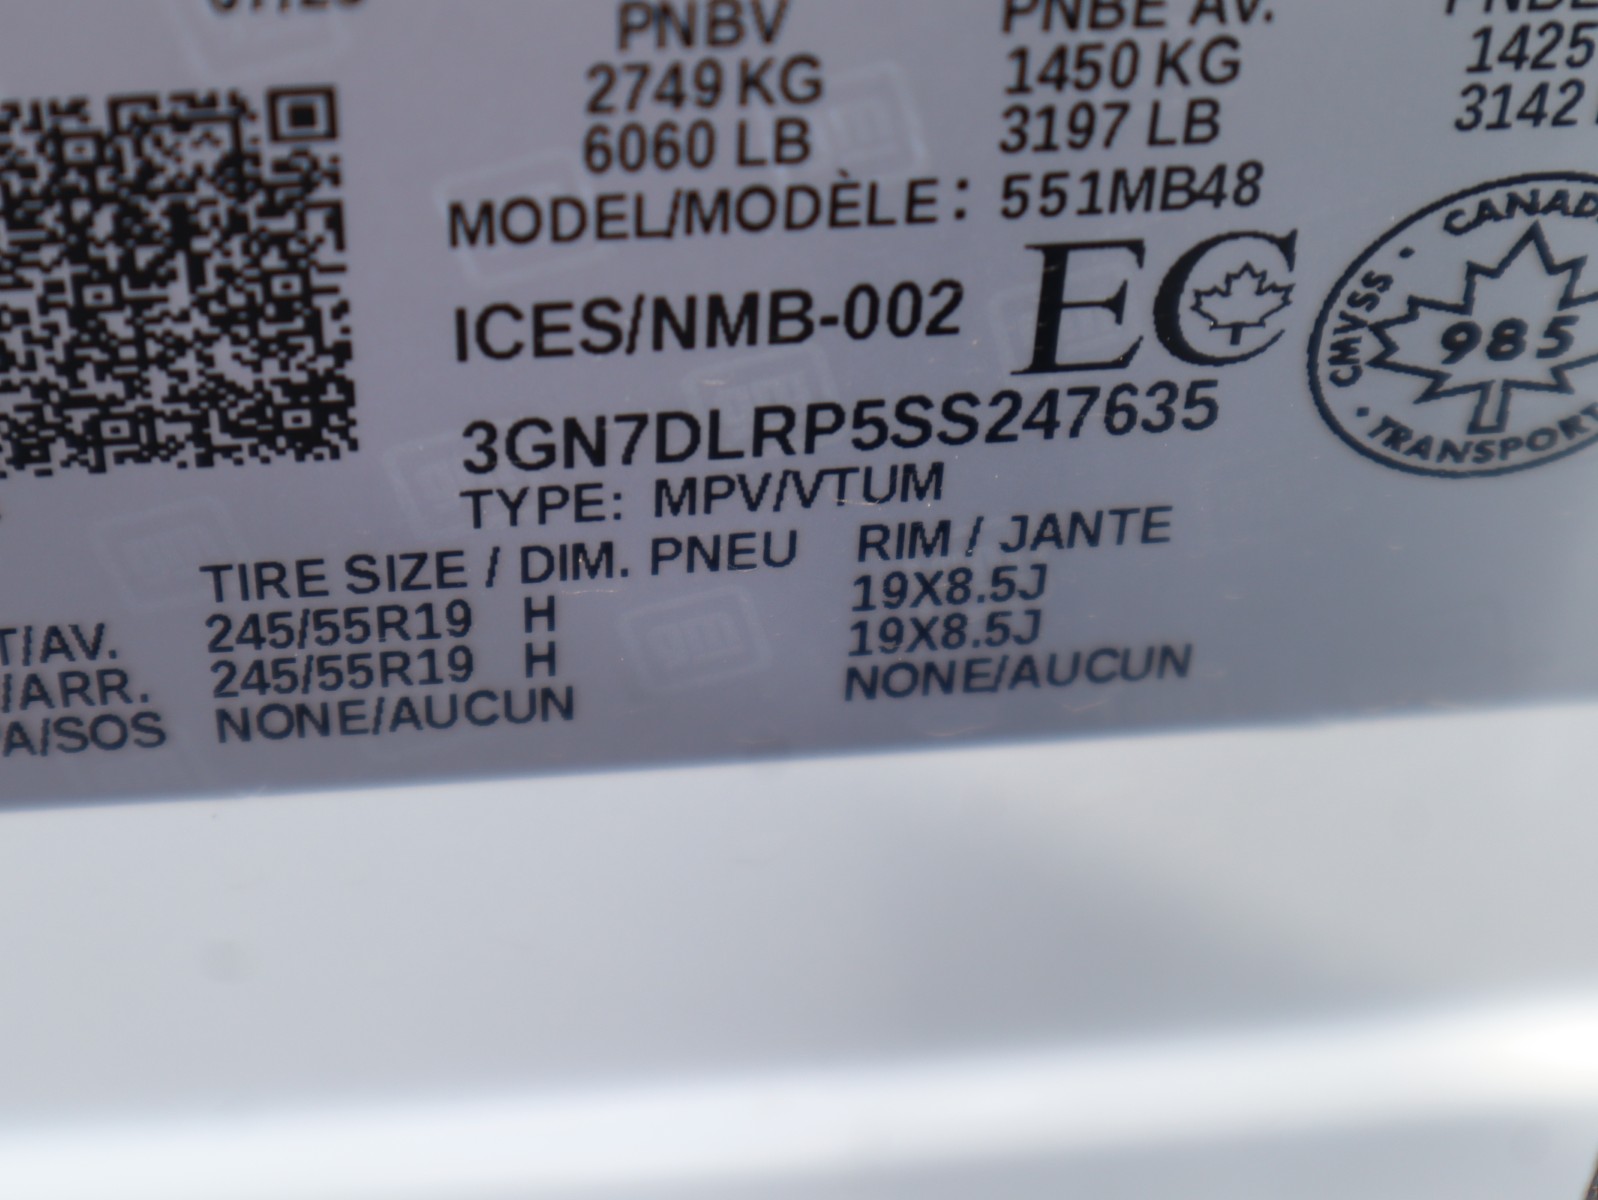 PNBV
PNBE AV.
2749 KG
1450 KG
1425
6060 LB
3197 LB
3142
MODEL/MODÈLE: 551MB48
ICES/NMB-002
EC
CANAD
CMVSS
985
TRANSPORT
3GN7DLRP5SS247635
TYPE: MPV/VTUM
TIRE SIZE / DIM. PNEU
RIM / JANTE
T/AV.
245/55R19 H
19X8.5J
/ARR.
245/55R19 H
19X8.5J
A/SOS
NONE/AUCUN
NONE/AUCUN